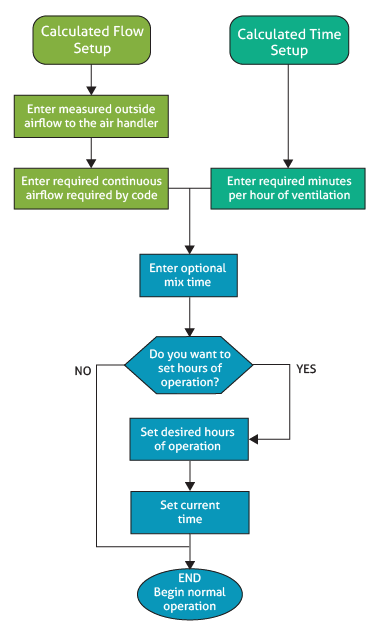 Calculated Flow
Setup
Calculated Time
Setup
Enter measured outside
airflow to the air handler
Enter required continuous
airflow required by code
Enter required minutes
per hour of ventilation
Enter optional
mix time
Do you want to
set hours of
operation?
NO
YES
Set desired hours
of operation
Set current
time
END
Begin normal
operation